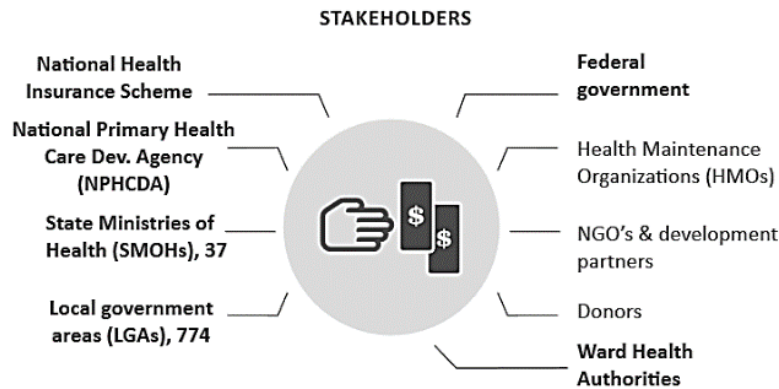 STAKEHOLDERS
National Health
Insurance Scheme
National Primary Health
Care Dev. Agency
(NPHCDA)
State Ministries of
Health (SMOHs), 37
Local government
areas (LGAs), 774
$
$
Federal
government
Health Maintenance
Organizations (HMOs)
NGO's & development
partners
Donors
Ward Health
Authorities